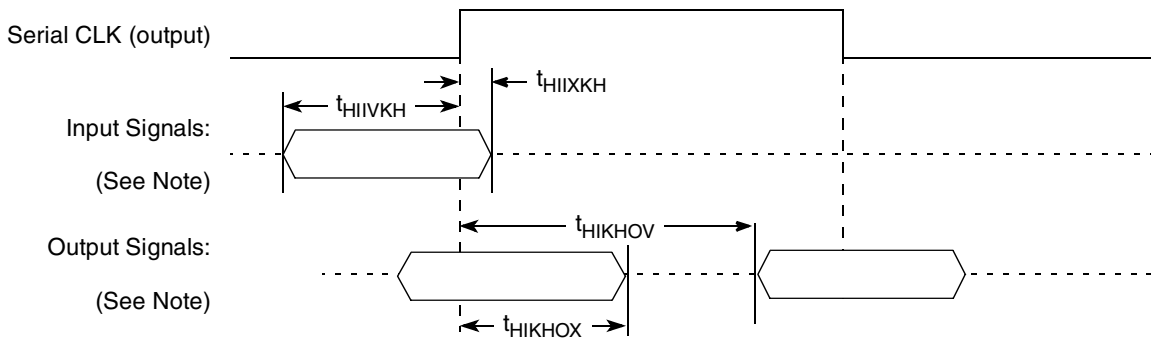 Serial CLK (output)
tHIIXKH
tHIIVKH
Input Signals:
(See Note)
tHIKHOV
Output Signals:
(See Note)
tHIKHOX